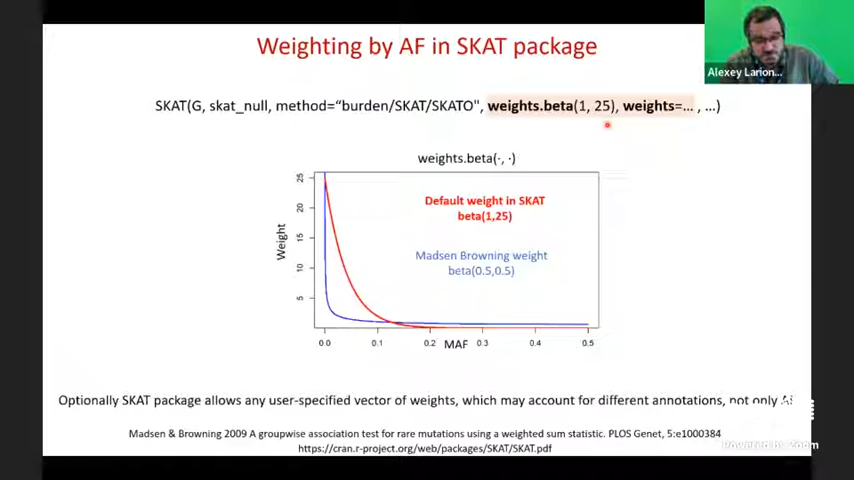 Weighting by AF in SKAT package
Alexey Larion...
SKAT(G, skat_null, method=“burden/SKAT/SKATO", weights.beta(1, 25), weights=... , ...)
weights.beta(·, ·)
25
20
15
10
5
Weight
Default weight in SKAT
beta(1,25)
Madsen Browning weight
beta(0.5,0.5)
0.0 0.1 0.2 0.3 0.4 0.5
MAF
Optionally SKAT package allows any user-specified vector of weights, which may account for different annotations, not only
Madsen & Browning 2009 A groupwise association test for rare mutations using a weighted sum statistic. PLOS Genet, 5:e1000384
https://cran.r-project.org/web/packages/SKAT/SKAT.pdf
Powered by Zoom